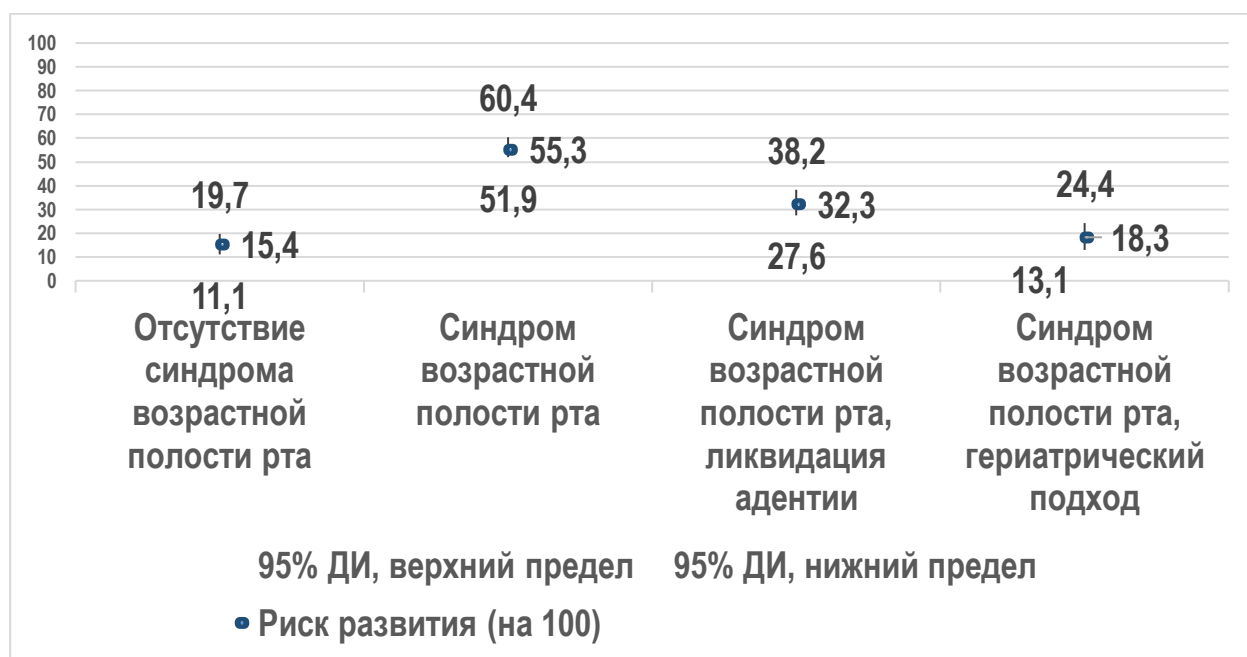 100
90
80
70
60
50
40
30
20
10
0
19,7
15,4
11,1
60,4
55,3
51,9
38,2
32,3
27,6
24,4
18,3
13,1
Отсутствие
синдрома
возрастной
полости рта
Синдром
возрастной
полости рта
Синдром
возрастной
полости рта,
ликвидация
адентии
Синдром
возрастной
полости рта,
гериатрический
подход
95% ДИ, верхний предел
95% ДИ, нижний предел
Риск развития (на 100)